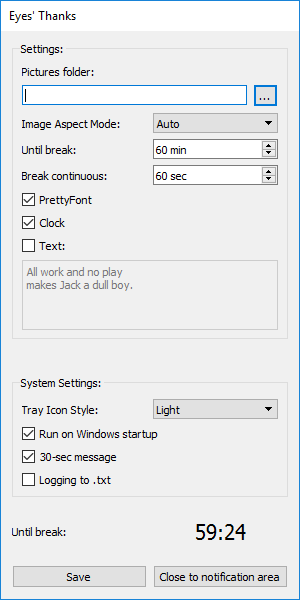 Eyes' Thanks
Settings:
Pictures folder:
...
Image Aspect Mode: Auto
Until break: 60 min
Break continuous: 60 sec
PrettyFont
Clock
Text:
All work and no play
makes Jack a dull boy.
System Settings:
Tray Icon Style: Light
Run on Windows startup
30-sec message
Logging to .txt
Until break: 59:24
Save Close to notification area